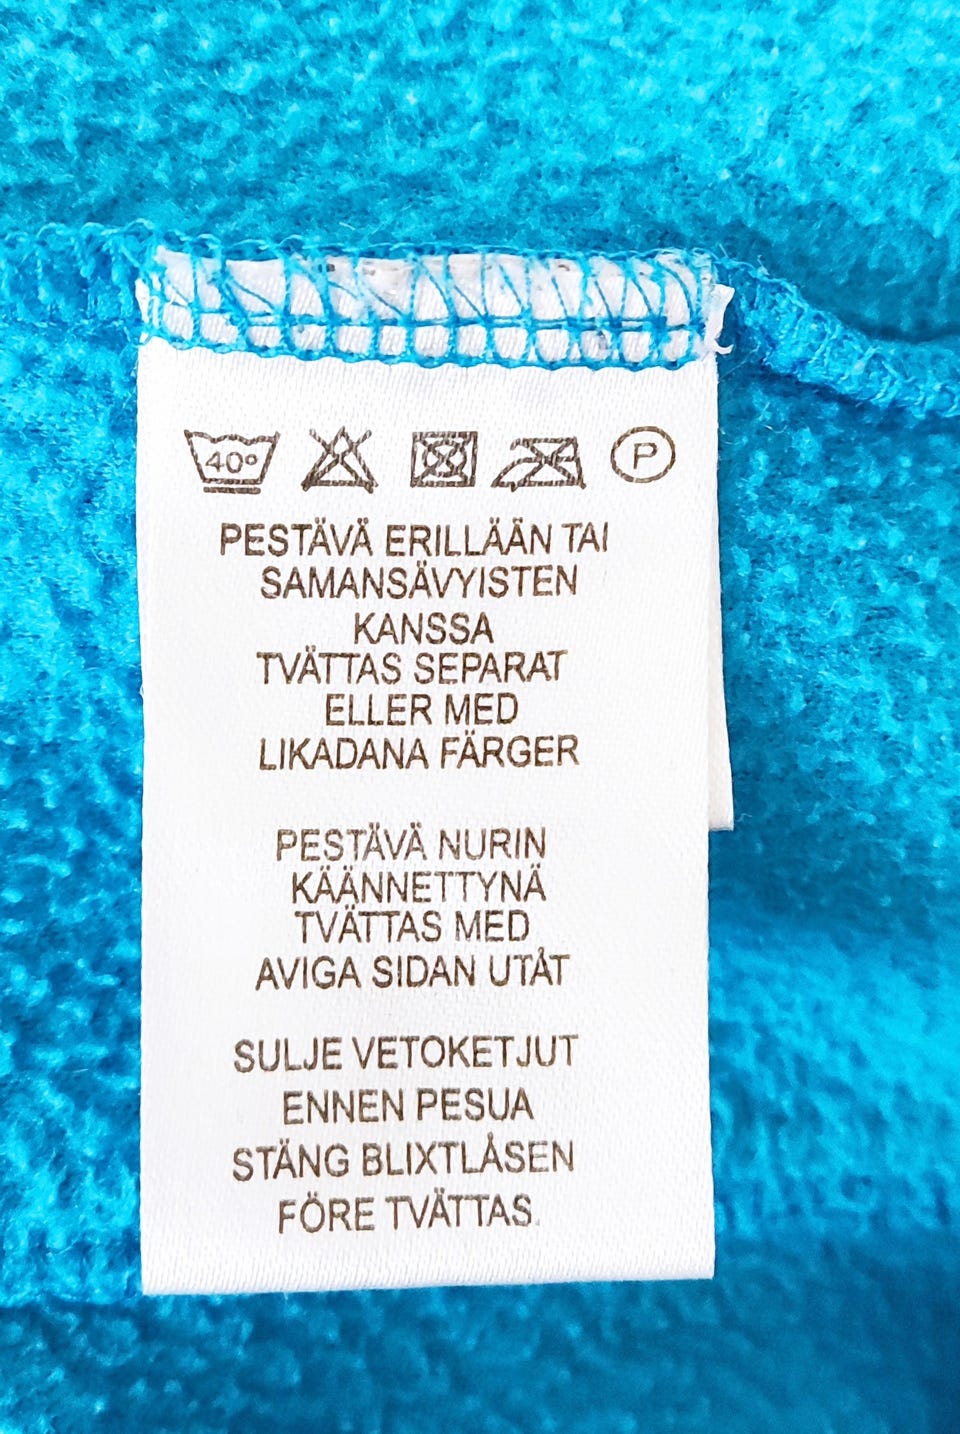 40° P
PESTÄVÄ ERILLÄÄN TAI
SAMANSÄVYISTEN
KANSSA
TVÄTTAS SEPARAT
ELLER MED
LIKADANA FÄRGER
PESTÄVÄ NURIN
KÄÄNNETTYNÄ
TVÄTTAS MED
AVIGA SIDAN UTÅT
SULJE VETOKETJUT
ENNEN PESUA
STÄNG BLIXTLÅSEN
FÖRE TVÄTTAS.